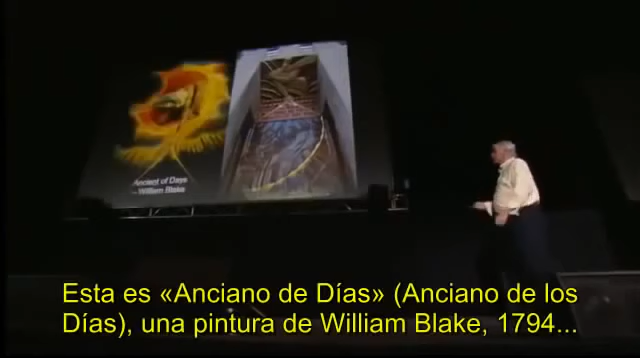 Ancient of Days
– William Blake
Esta es «Anciano de Días» (Anciano de los
Días), una pintura de William Blake, 1794...